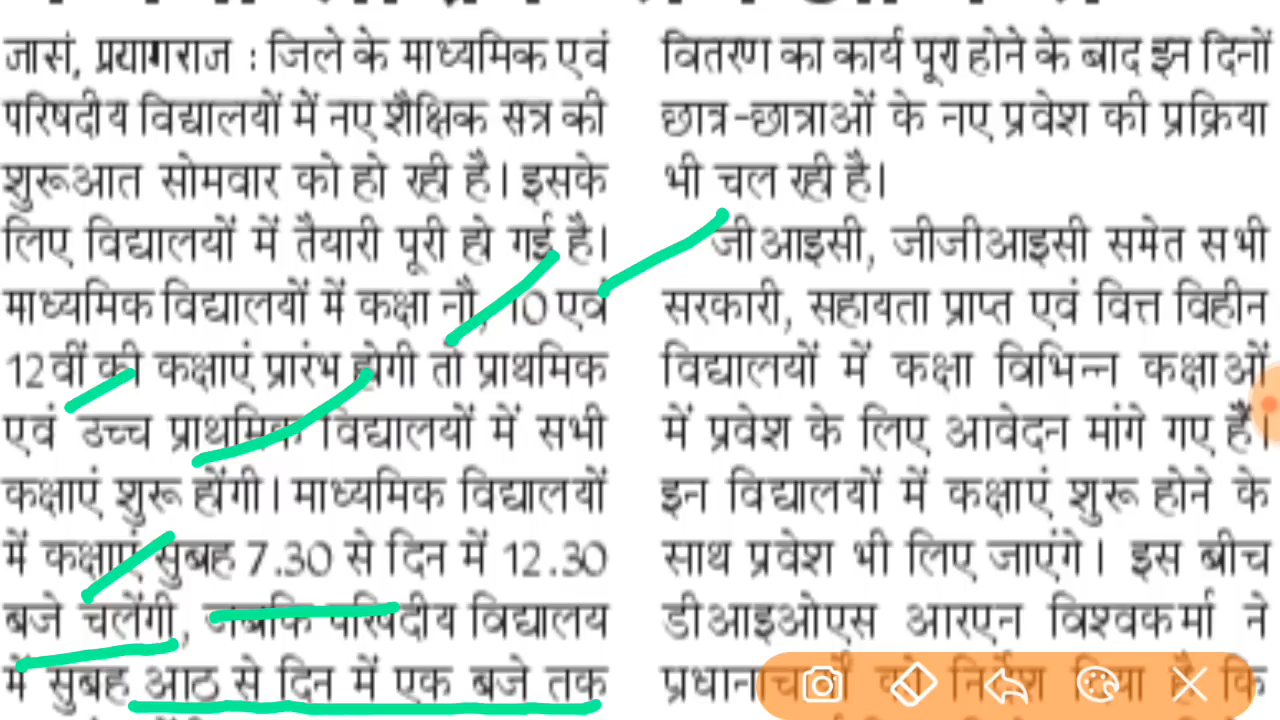 जासं, प्रयागराज : जिले के माध्यमिक एवं
परिषदीय विद्यालयों में नए शैक्षिक सत्र की
शुरूआत सोमवार को हो रही है। इसके
लिए विद्यालयों में तैयारी पूरी हो गई है।
माध्यमिक विद्यालयों में कक्षा नौ, 10 एवं
12वीं की कक्षाएं प्रारंभ होगी तो प्राथमिक
एवं उच्च प्राथमिक विद्यालयों में सभी
कक्षाएं शुरू होंगी। माध्यमिक विद्यालयों
में कक्षाएं सुबह 7.30 से दिन में 12.30
बजे चलेंगी, जबकि परिषदीय विद्यालय
में सुबह आठ से दिन में एक बजे तक
वितरण का कार्य पूरा होने के बाद इन दिनों
छात्र-छात्राओं के नए प्रवेश की प्रक्रिया
भी चल रही है।
जीआइसी, जीजीआइसी समेत सभी
सरकारी, सहायता प्राप्त एवं वित्त विहीन
विद्यालयों में कक्षा विभिन्न कक्षाओं
में प्रवेश के लिए आवेदन मांगे गए हैं।
इन विद्यालयों में कक्षाएं शुरू होने के
साथ प्रवेश भी लिए जाएंगे। इस बीच
डीआइओएस आरएन विश्वकर्मा ने
को निर्देश दिया है कि